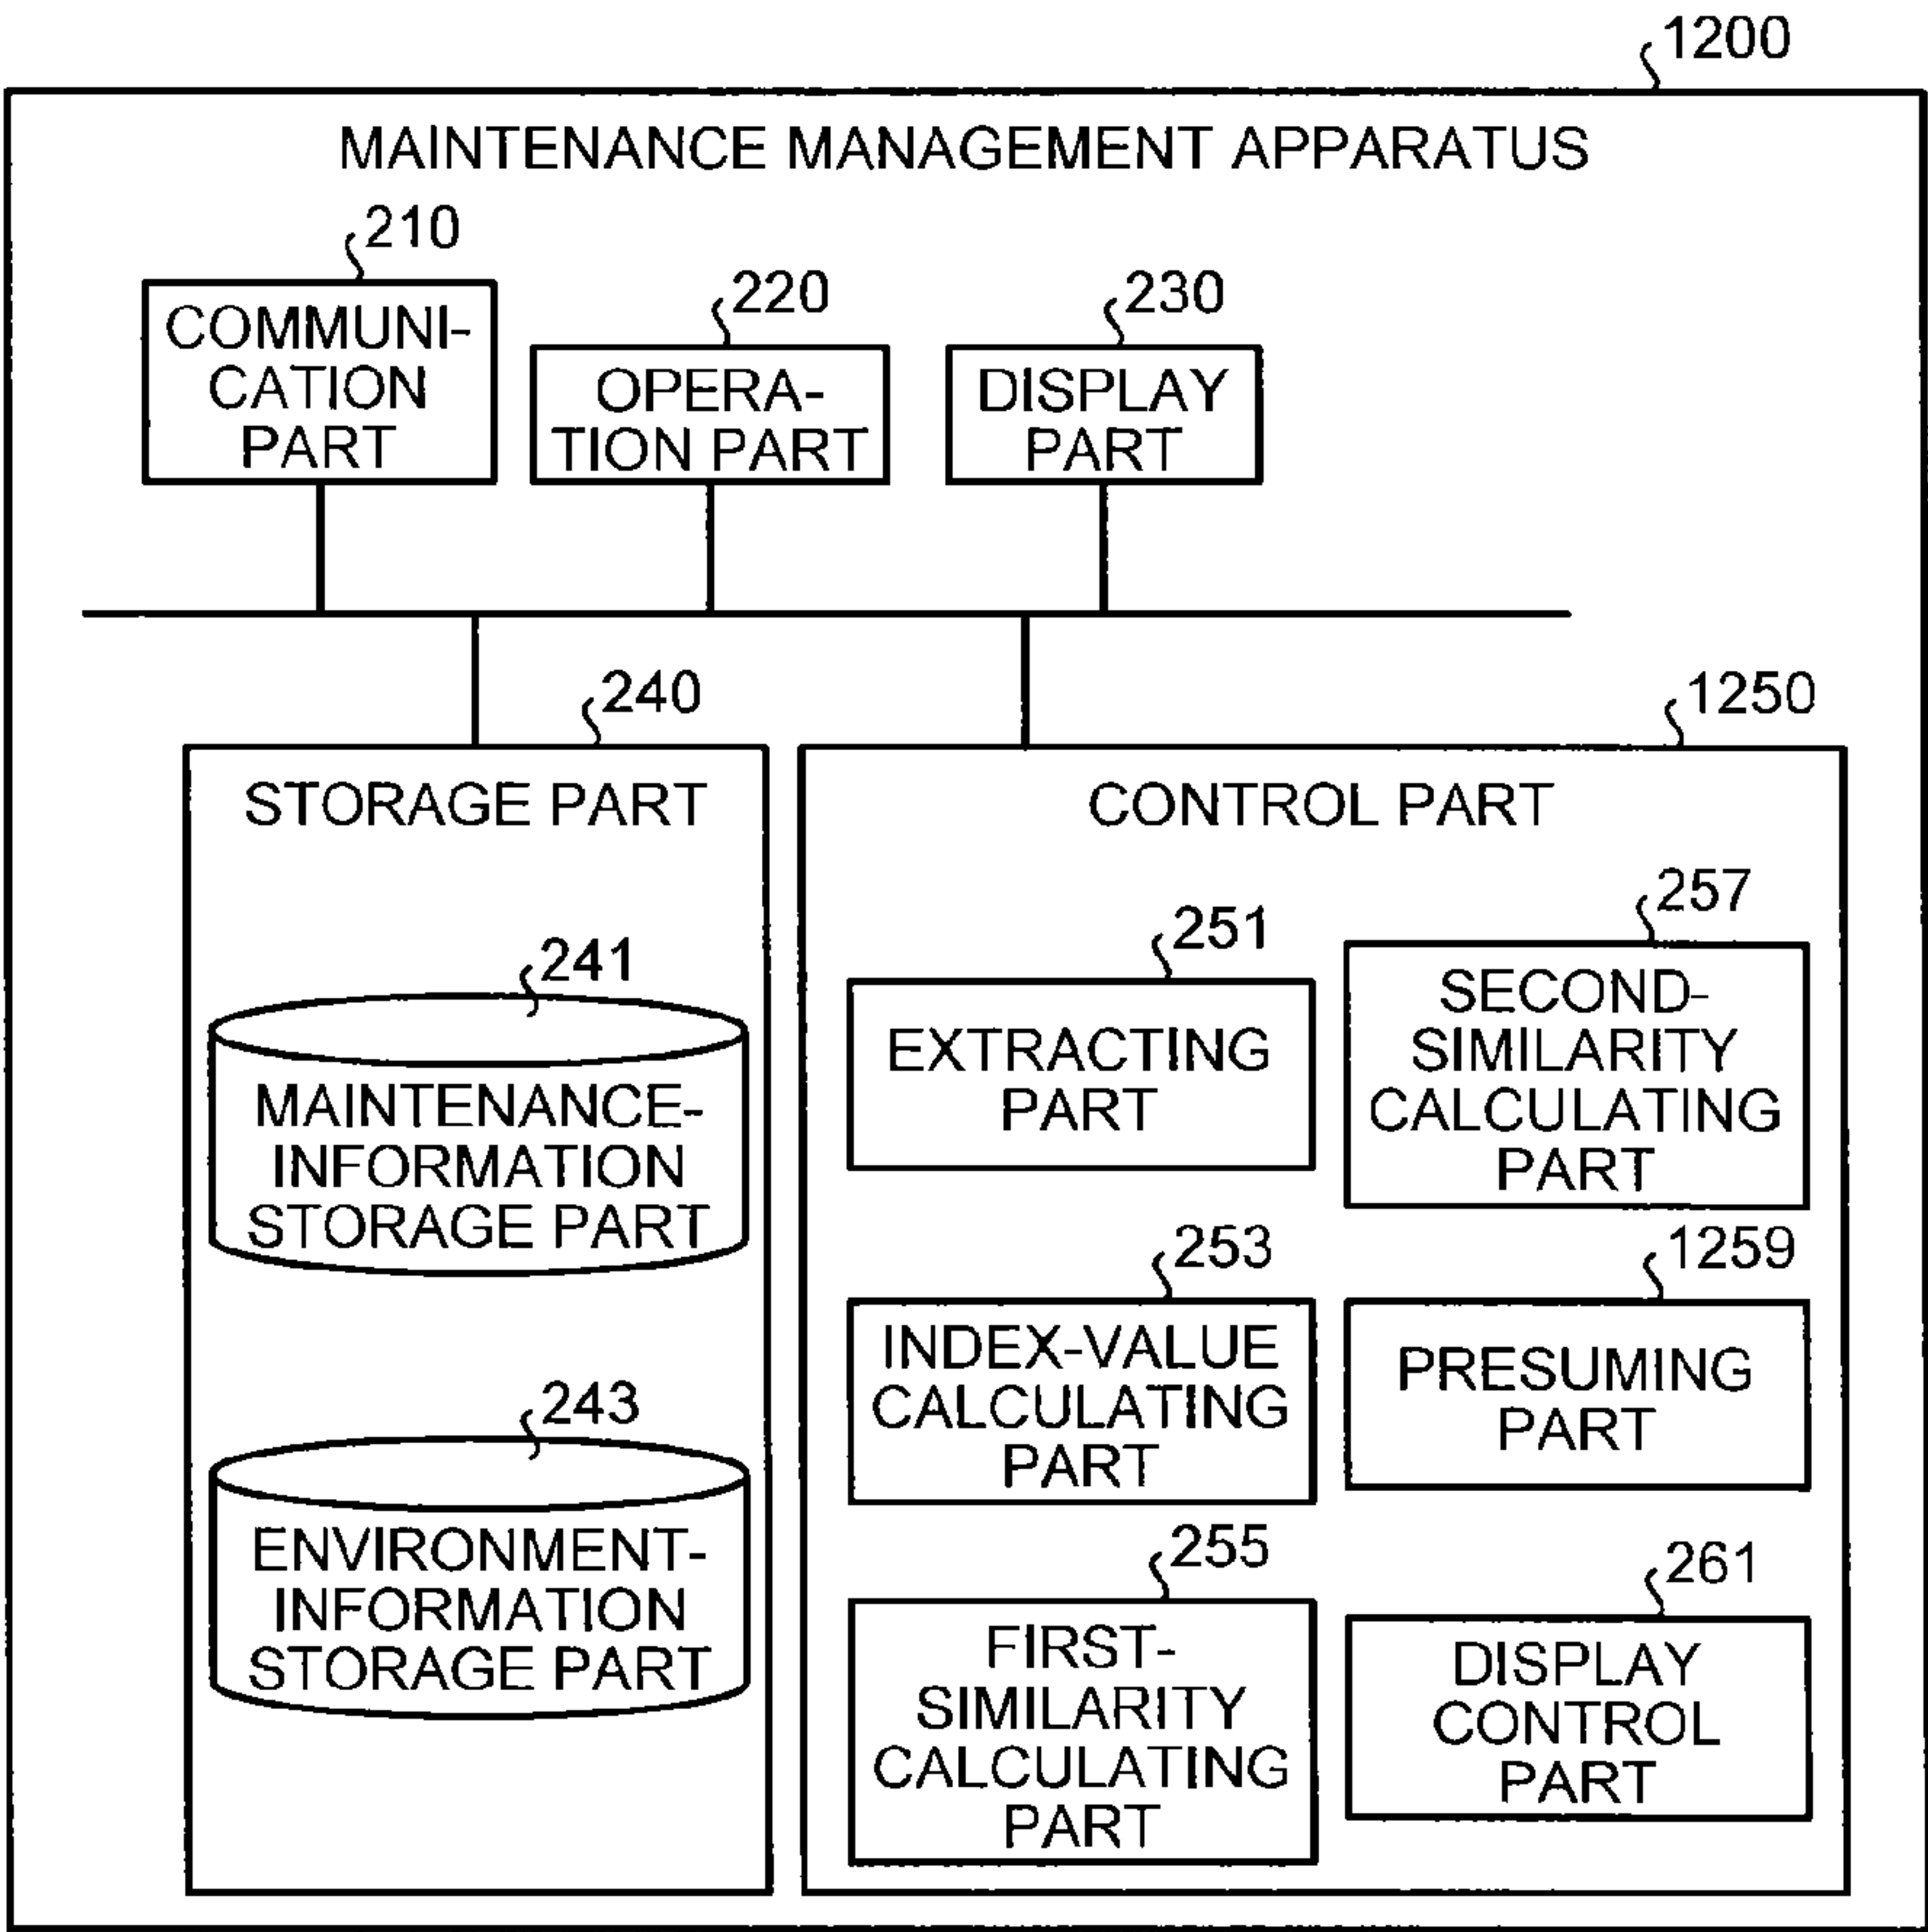 1200
MAINTENANCE MANAGEMENT APPARATUS
210
COMMUNI-
CATION
PART
220
OPERA-
TION PART
230
DISPLAY
PART
240
STORAGE PART
241
MAINTENANCE-
INFORMATION
STORAGE PART
243
ENVIRONMENT-
INFORMATION
STORAGE PART
1250
CONTROL PART
251
EXTRACTING
PART
257
SECOND-
SIMILARITY
CALCULATING
PART
253
INDEX-VALUE
CALCULATING
PART
1259
PRESUMING
PART
255
FIRST-
SIMILARITY
CALCULATING
PART
261
DISPLAY
CONTROL
PART